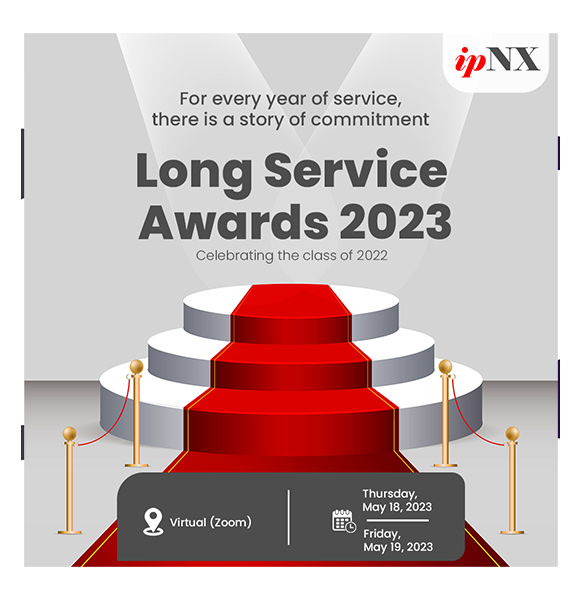 ipNX
For every year of service,
there is a story of commitment
Long Service
Awards 2023
Celebrating the class of 2022
Virtual (Zoom)
Thursday,
May 18, 2023
Friday,
May 19, 2023